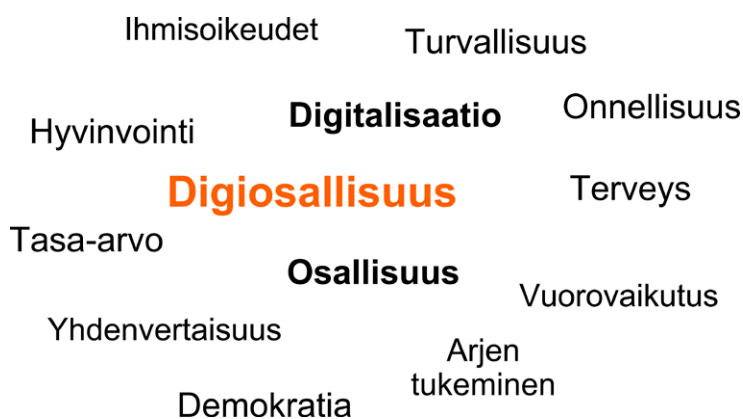 Ihmisoikeudet
Turvallisuus
Digitalisaatio
Onnellisuus
Hyvinvointi
Digiosallisuus
Terveys
Tasa-arvo
Osallisuus
Vuorovaikutus
Yhdenvertaisuus
Arjen
tukeminen
Demokratia